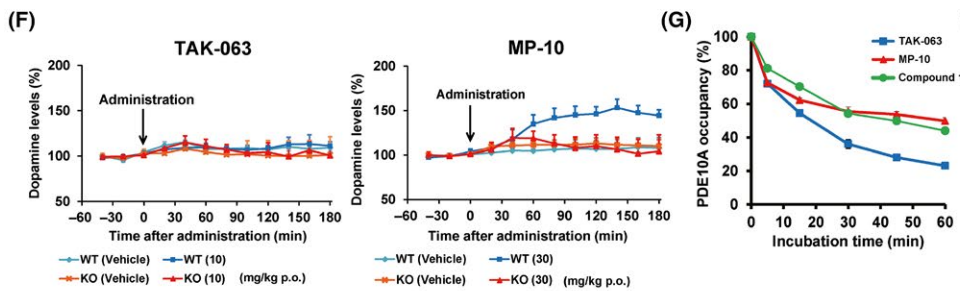 (F)
TAK-063
Dopamine levels (%)
200
150
100
50
Administration
−60 −30 0 30 60 90 120 150 180
Time after administration (min)
WT (Vehicle) WT (10)
KO (Vehicle) KO (10) (mg/kg p.o.)
MP-10
Dopamine levels (%)
200
150
100
50
Administration
−60 −30 0 30 60 90 120 150 180
Time after administration (min)
WT (Vehicle) WT (30)
KO (Vehicle) KO (30) (mg/kg p.o.)
(G)
PDE10A occupancy (%)
100
80
60
40
20
0
TAK-063
MP-10
Compound
0 10 20 30 40 50 60
Incubation time (min)